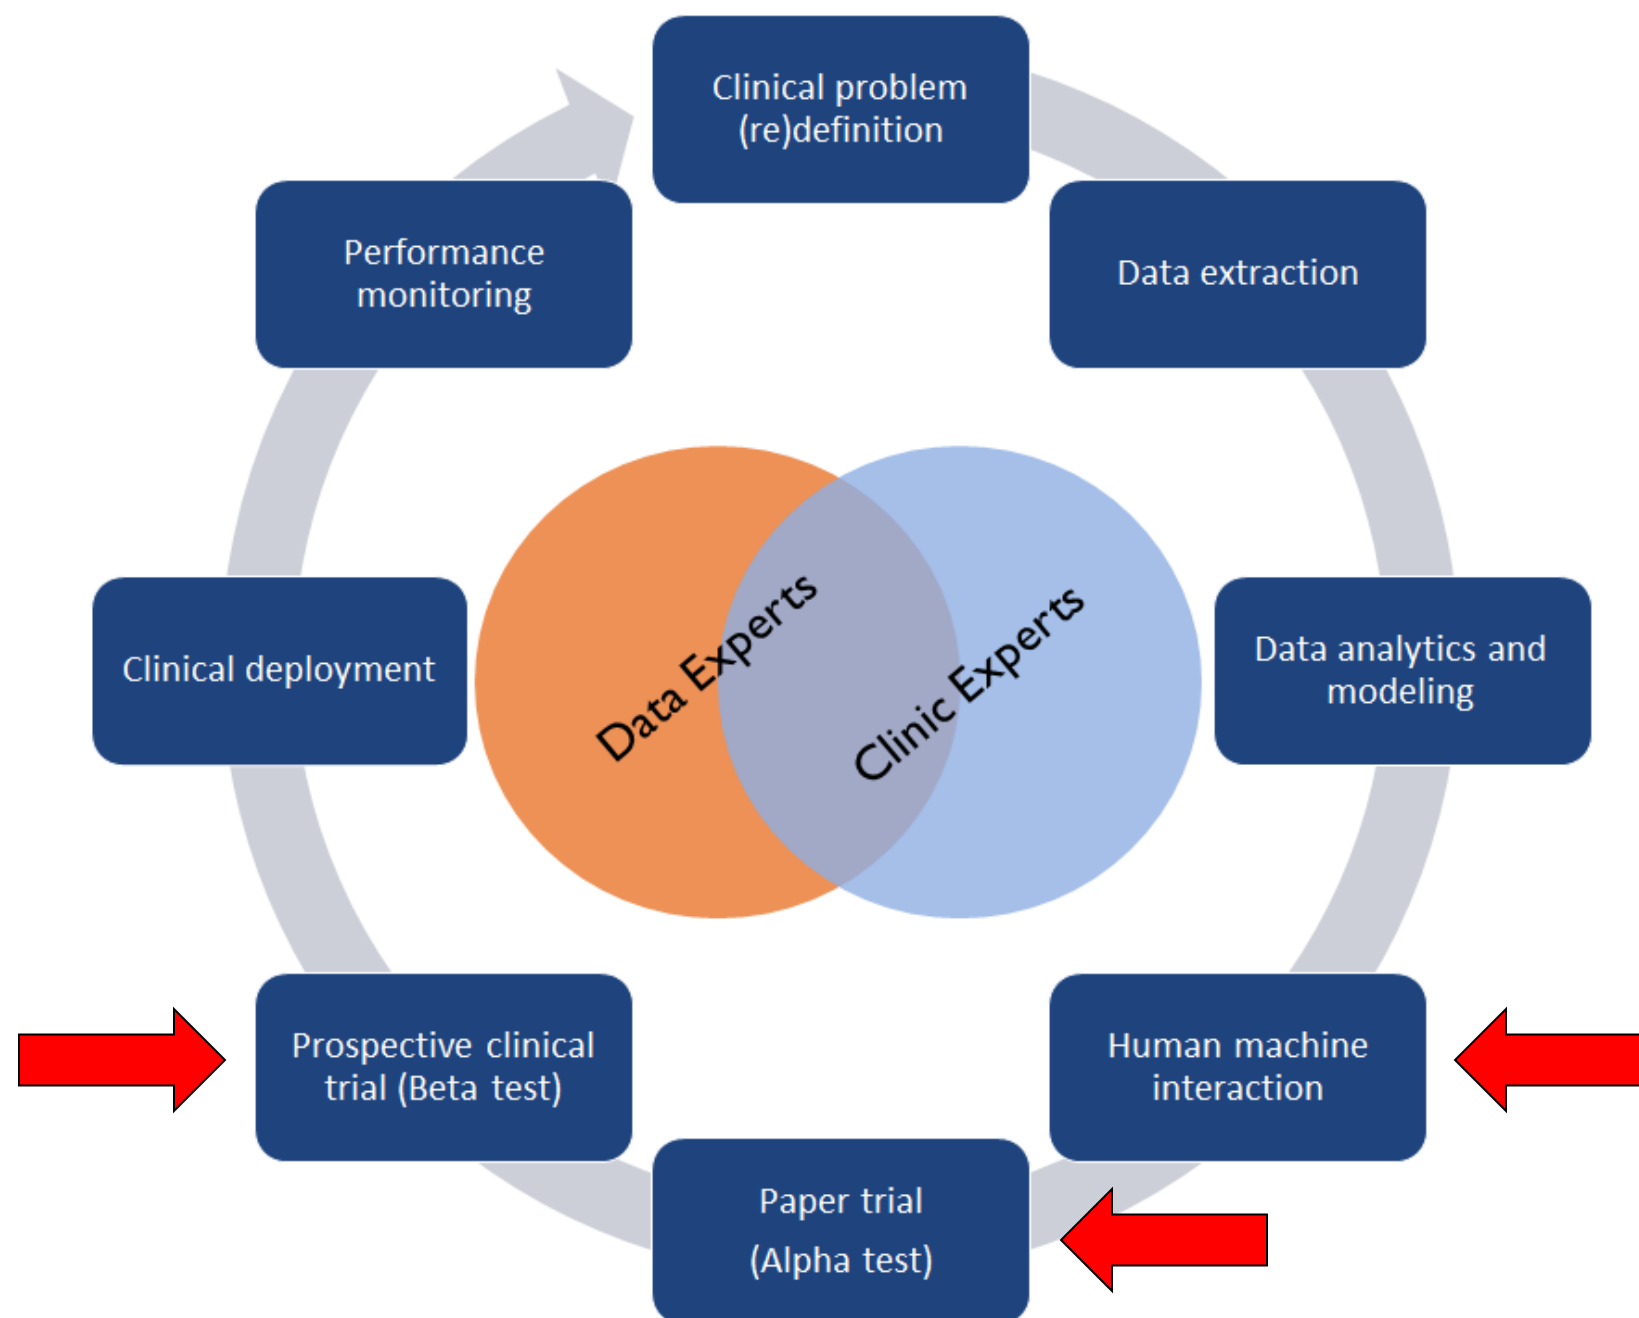 Clinical problem
(re)definition
Data extraction
Data analytics and
modeling
Human machine
interaction
Paper trial
(Alpha test)
Prospective clinical
trial (Beta test)
Clinical deployment
Performance
monitoring
Data Experts
Clinic Experts